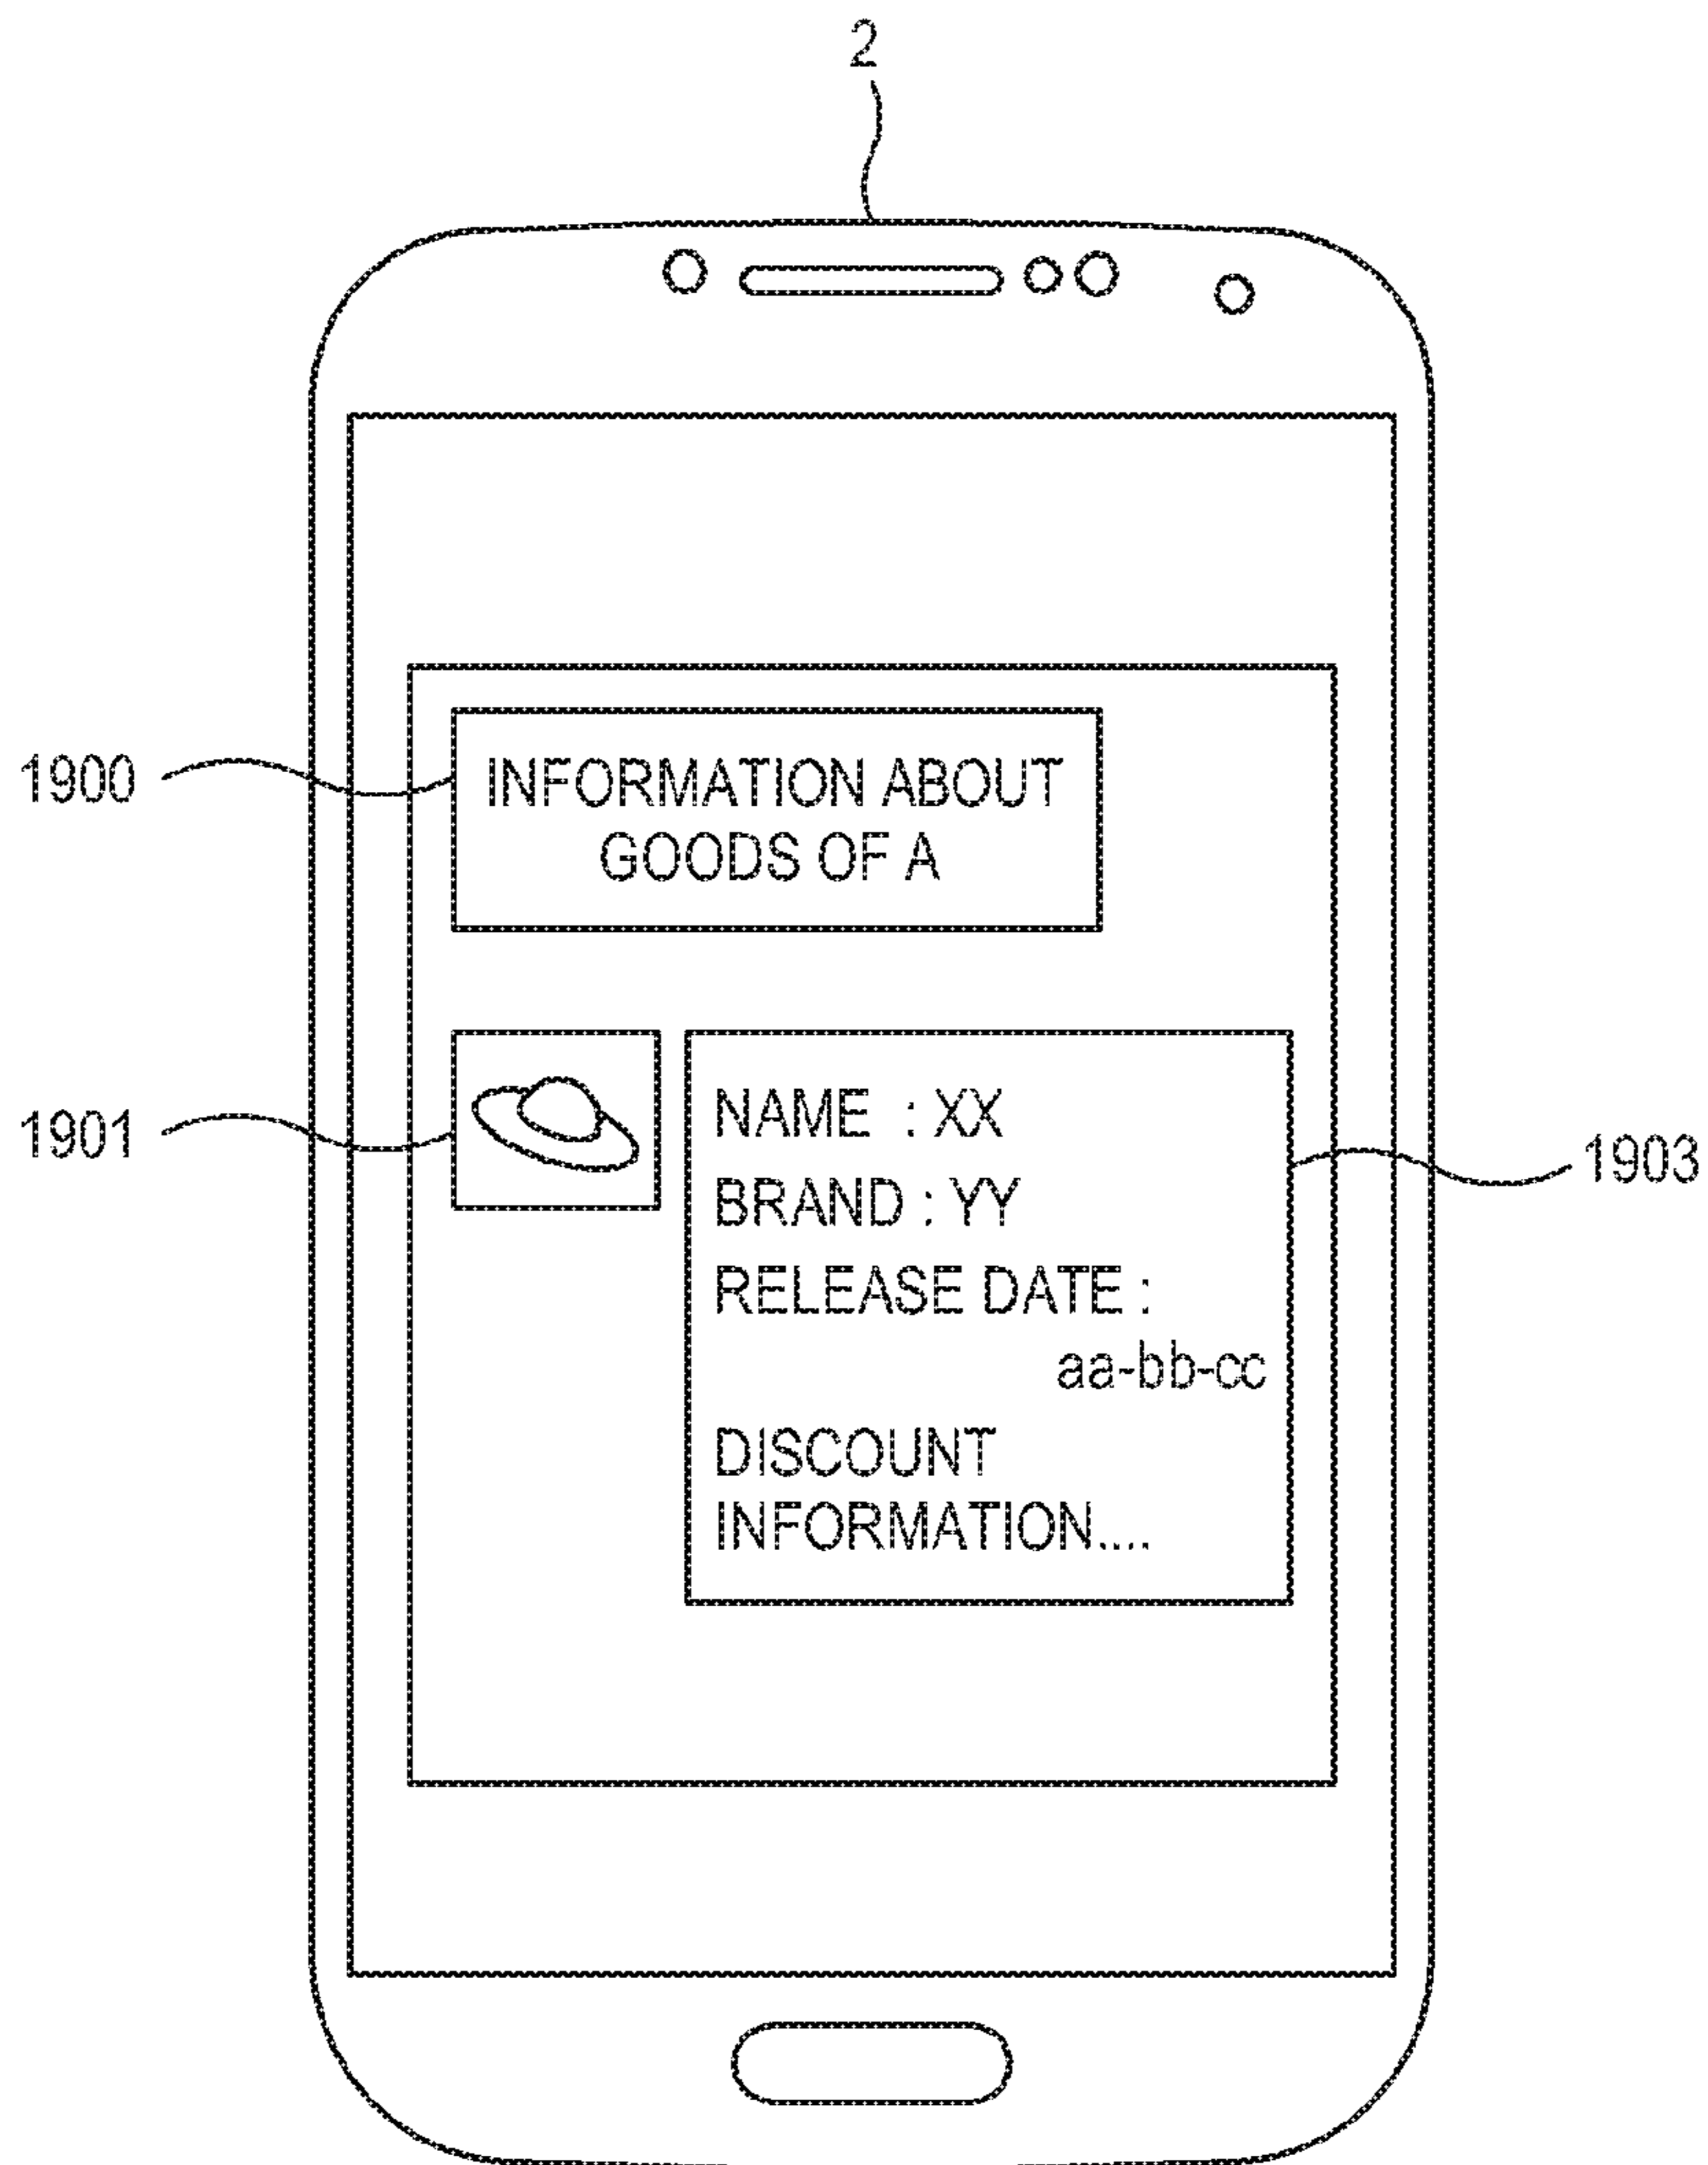 2
1900
INFORMATION ABOUT
GOODS OF A
1901
NAME : XX
1903
BRAND : YY
RELEASE DATE :
aa-bb-cc
DISCOUNT
INFORMATION....